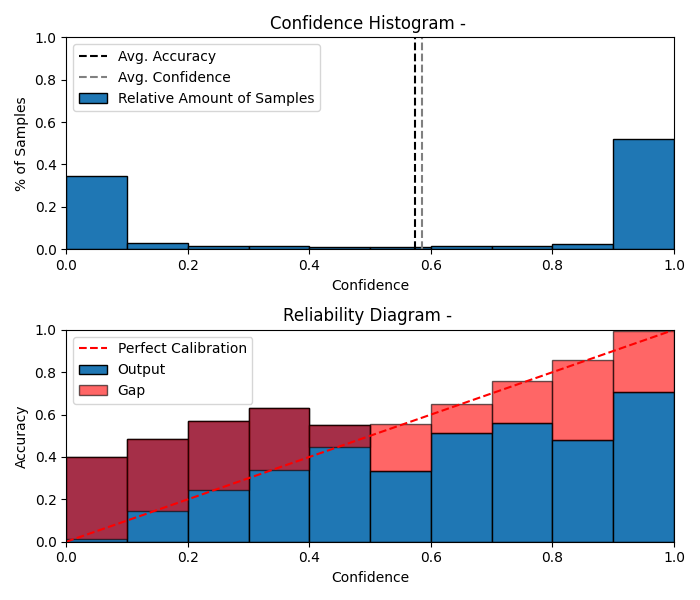 Confidence Histogram -
1.0
0.8
0.6
0.4
0.2
0.0
% of Samples
Avg. Accuracy
Avg. Confidence
Relative Amount of Samples
0.0 0.2 0.4 0.6 0.8 1.0
Confidence
Reliability Diagram -
1.0
0.8
0.6
0.4
0.2
0.0
Accuracy
Perfect Calibration
Output
Gap
0.0 0.2 0.4 0.6 0.8 1.0
Confidence